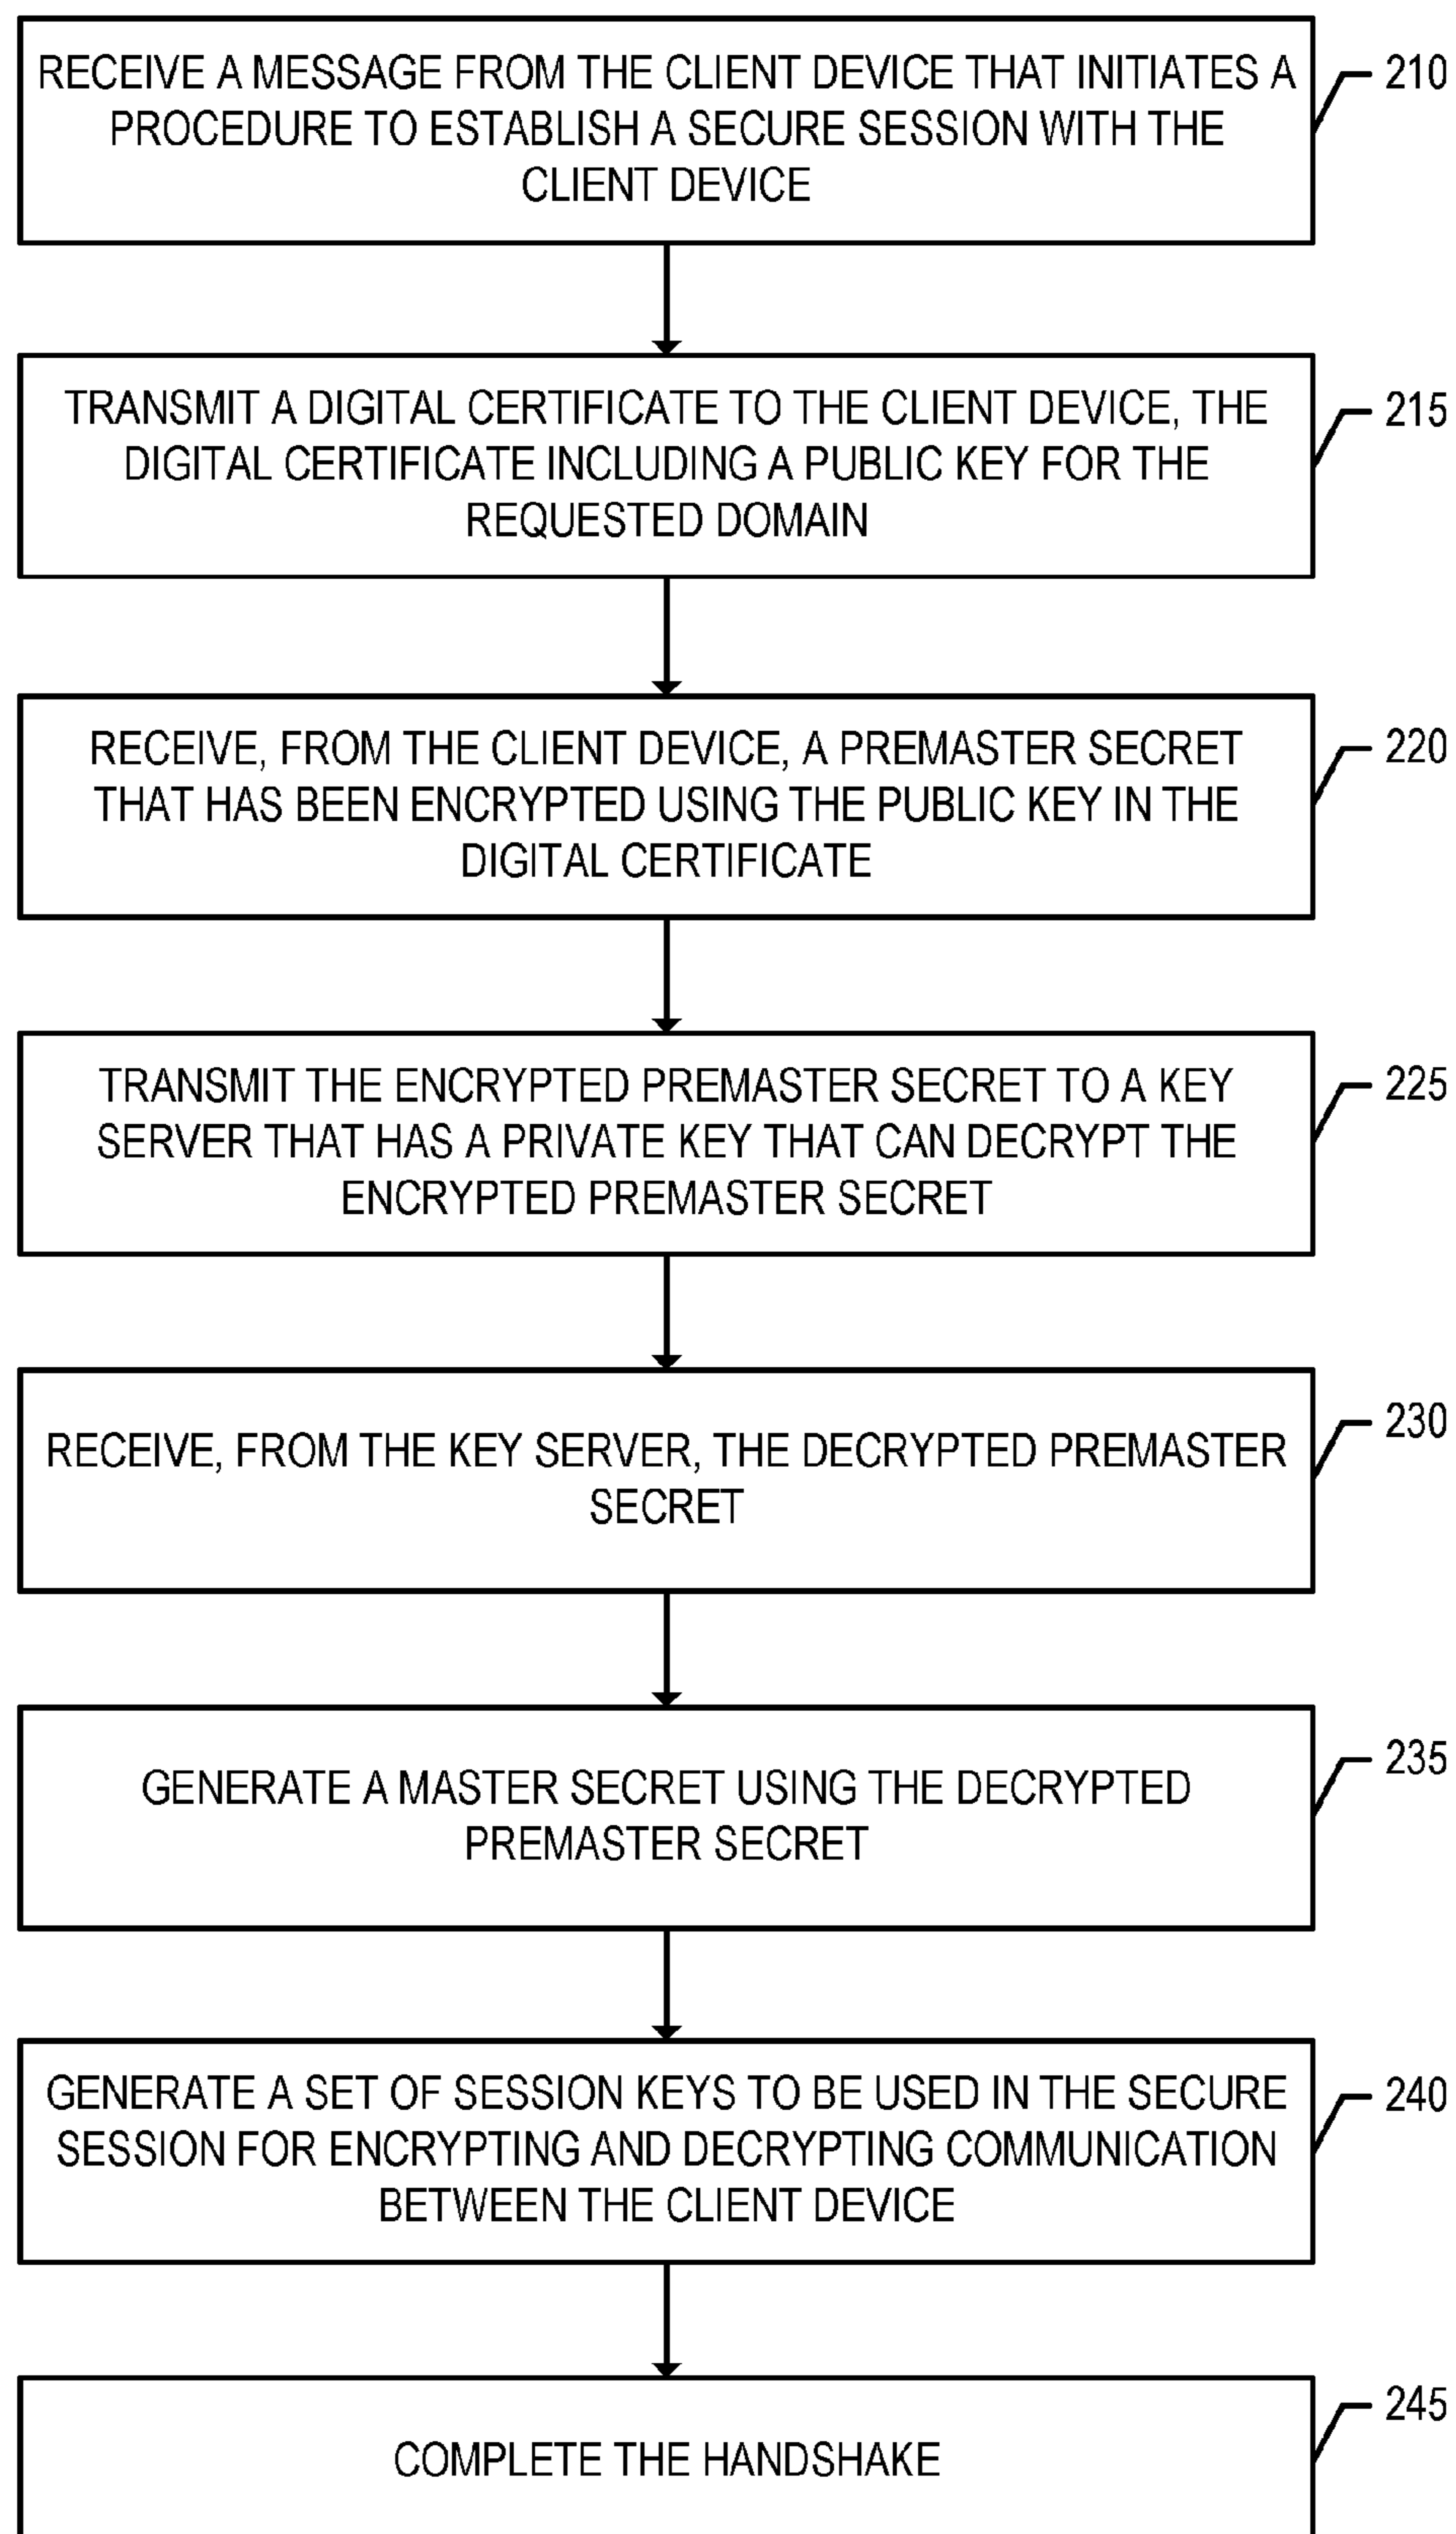 RECEIVE A MESSAGE FROM THE CLIENT DEVICE THAT INITIATES A
PROCEDURE TO ESTABLISH A SECURE SESSION WITH THE
CLIENT DEVICE
210
TRANSMIT A DIGITAL CERTIFICATE TO THE CLIENT DEVICE, THE
DIGITAL CERTIFICATE INCLUDING A PUBLIC KEY FOR THE
REQUESTED DOMAIN
215
RECEIVE, FROM THE CLIENT DEVICE, A PREMASTER SECRET
THAT HAS BEEN ENCRYPTED USING THE PUBLIC KEY IN THE
DIGITAL CERTIFICATE
220
TRANSMIT THE ENCRYPTED PREMASTER SECRET TO A KEY
SERVER THAT HAS A PRIVATE KEY THAT CAN DECRYPT THE
ENCRYPTED PREMASTER SECRET
225
RECEIVE, FROM THE KEY SERVER, THE DECRYPTED PREMASTER
SECRET
230
GENERATE A MASTER SECRET USING THE DECRYPTED
PREMASTER SECRET
235
GENERATE A SET OF SESSION KEYS TO BE USED IN THE SECURE
SESSION FOR ENCRYPTING AND DECRYPTING COMMUNICATION
BETWEEN THE CLIENT DEVICE
240
COMPLETE THE HANDSHAKE
245